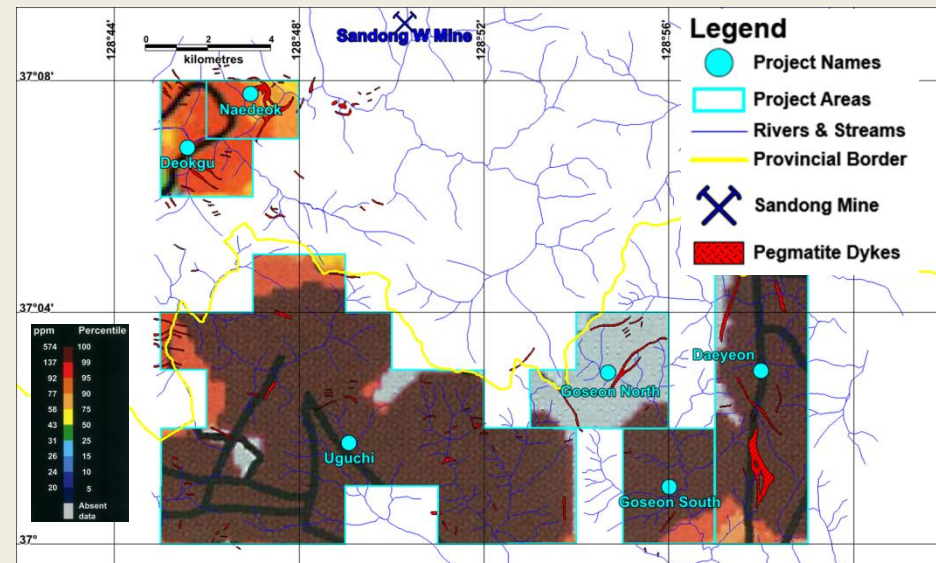 128°44'
128°48'
128°52'
128°56'
Sandong W Mine
0 2 4
kilometres
37°08'
37°04'
37°
Naedeok
Deokgu
Uguchi
Goseon North
Goseon South
Daeyeon
Legend
Project Names
Project Areas
Rivers & Streams
Provincial Border
Sandong Mine
Pegmatite Dykes
ppm Percentile
574 100
137 99
92 95
77 90
58 75
43 50
31 25
26 15
24 10
20 5
Absent
data